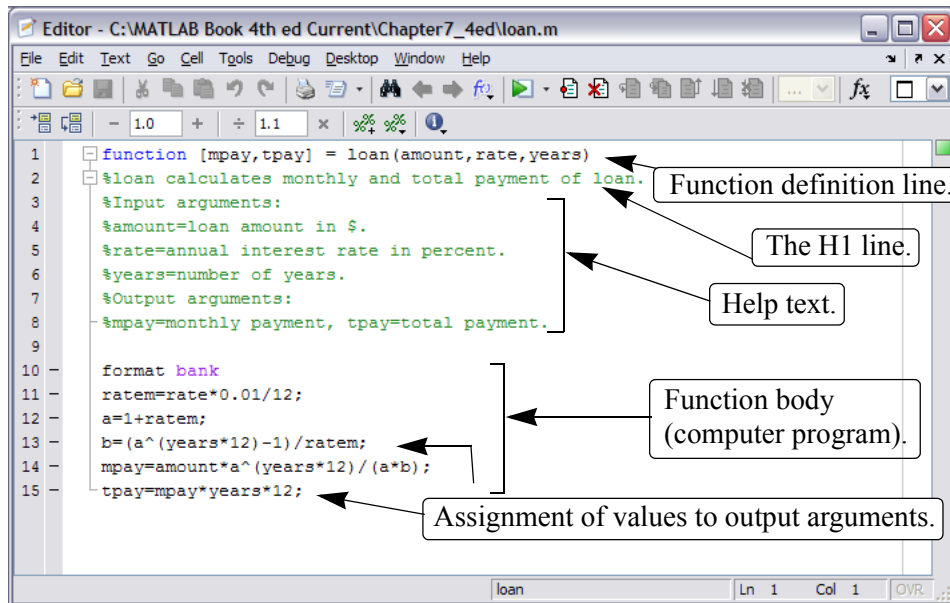 Editor - C:\MATLAB Book 4th ed Current\Chapter7_4ed\loan.m
File Edit Text Go Cell Tools Debug Desktop Window Help
... fx
- 1.0 + ÷ 1.1 ×
1 function [mpay,tpay] = loan(amount,rate,years)
Function definition line.
2 %loan calculates monthly and total payment of loan.
The H1 line.
3 %Input arguments:
4 %amount=loan amount in $.
5 %rate=annual interest rate in percent.
6 %years=number of years.
7 %Output arguments:
8 %mpay=monthly payment, tpay=total payment.
Help text.
9
10 – format bank
11 – ratem=rate*0.01/12;
12 – a=1+ratem;
13 – b=(a^(years*12)-1)/ratem;
14 – mpay=amount*a^(years*12)/(a*b);
15 – tpay=mpay*years*12;
Function body
(computer program).
Assignment of values to output arguments.
loan Ln 1 Col 1 OVR